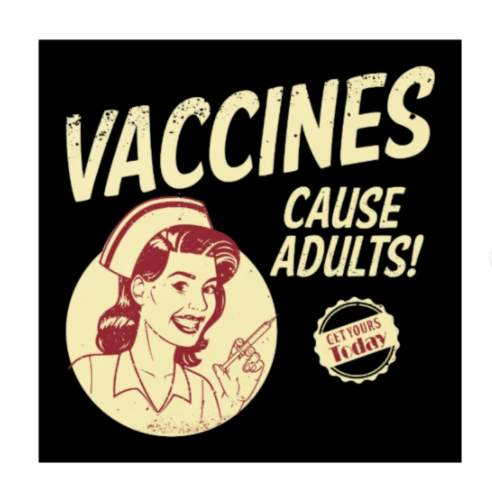 VACCINES
CAUSE
ADULTS!
GET YOURS
Today